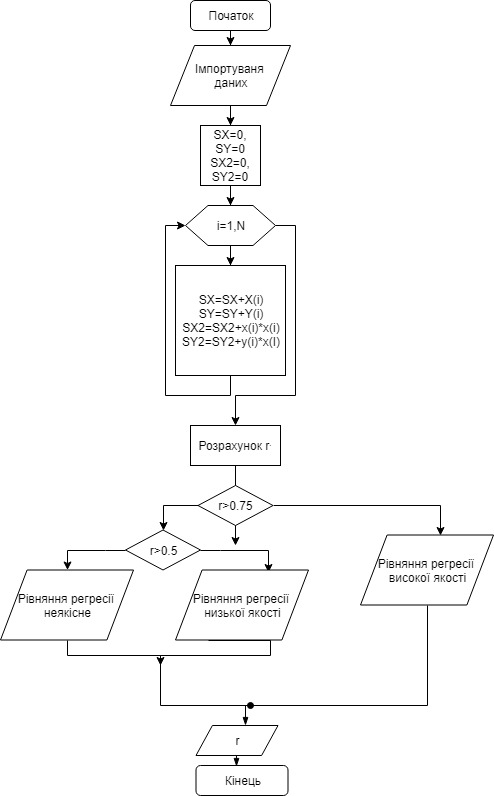 Початок
Імпортуваня
даних
SX=0,
SY=0
SX2=0,
SY2=0
i=1,N
SX=SX+X(i)
SY=SY+Y(i)
SX2=SX2+x(i)*x(i)
SY2=SY2+y(i)*x(I)
Розрахунок r
r>0.75
r>0.5
Рівняння регресії
високої якості
Рівняння регресії
неякісне
Рівняння регресії
низької якості
r
Кінець